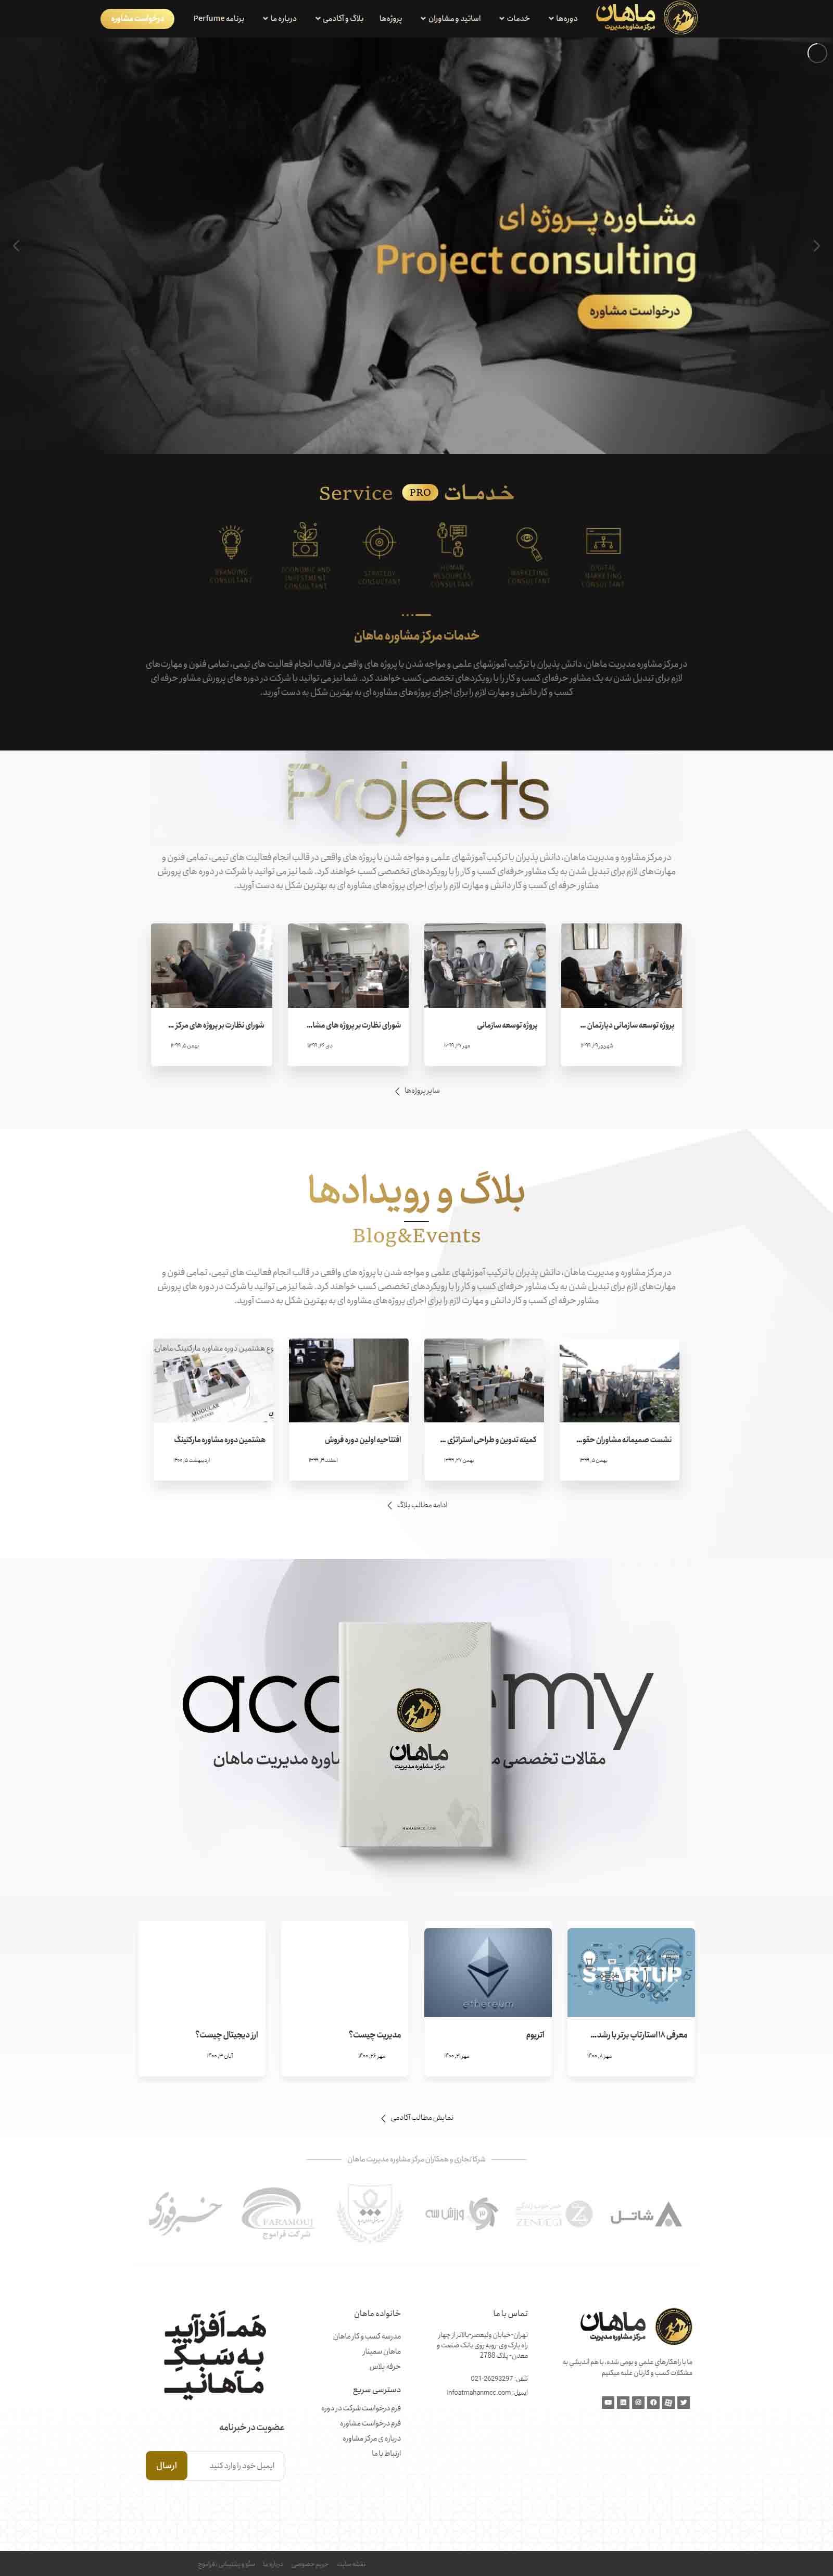 ماهان
مرکز مشاوره مدیریت
دوره‌ها
خدمات
اساتید و مشاوران
پروژه‌ها
بلاگ و آکادمی
درباره ما
برنامه Perfume
درخواست مشاوره
مشاوره پروژه ای
Project consulting
درخواست مشاوره
خدمات PRO Service
DIGITAL MARKETING CONSULTANT
MARKETING CONSULTANT
HUMAN RESOURCES CONSULTANT
STRATEGY CONSULTANT
ECONOMIC AND INVESTMENT CONSULTANT
BRANDING CONSULTANT
خدمات مرکز مشاوره ماهان
در مرکز مشاوره مدیریت ماهان، دانش پذیران با ترکیب آموزشهای علمی و مواجه شدن با پروژه های واقعی در قالب انجام فعالیت های تیمی، تمامی فنون و مهارت‌های
لازم برای تبدیل شدن به یک مشاور حرفه‌ای کسب و کار را با رویکردهای تخصصی کسب خواهند کرد. شما نیز می توانید با شرکت در دوره های پرورش مشاور حرفه ای
کسب و کار دانش و مهارت لازم را برای اجرای پروژه‌های مشاوره ای به بهترین شکل به دست آورید.
Projects
در مرکز مشاوره و مدیریت ماهان، دانش پذیران با ترکیب آموزشهای علمی و مواجه شدن با پروژه های واقعی در قالب انجام فعالیت های تیمی، تمامی فنون و
مهارت‌های لازم برای تبدیل شدن به یک مشاور حرفه‌ای کسب و کار را با رویکردهای تخصصی کسب خواهند کرد. شما نیز می توانید با شرکت در دوره های پرورش
مشاور حرفه ای کسب و کار دانش و مهارت لازم را برای اجرای پروژه‌های مشاوره ای به بهترین شکل به دست آورید.
پروژه توسعه سازمانی دپارتمان ...
شهریور ۲۹, ۱۳۹۹
پروژه توسعه سازمانی
مهر ۲۷, ۱۳۹۹
شورای نظارت بر پروژه های مشا...
دی ۲۶, ۱۳۹۹
شورای نظارت بر پروژه های مرکز ...
بهمن ۵, ۱۳۹۹
سایر پروژه‌ها
بلاگ و رویدادها
Blog&Events
در مرکز مشاوره و مدیریت ماهان، دانش پذیران با ترکیب آموزشهای علمی و مواجه شدن با پروژه های واقعی در قالب انجام فعالیت های تیمی، تمامی فنون و
مهارت‌های لازم برای تبدیل شدن به یک مشاور حرفه‌ای کسب و کار را با رویکردهای تخصصی کسب خواهند کرد. شما نیز می توانید با شرکت در دوره های پرورش
مشاور حرفه ای کسب و کار دانش و مهارت لازم را برای اجرای پروژه‌های مشاوره ای به بهترین شکل به دست آورید.
وع هشتمین دوره مشاوره مارکتینگ ماهان
MODULAR
نشست صمیمانه مشاوران حقو...
بهمن ۵, ۱۳۹۹
کمیته تدوین و طراحی استراتژی ...
بهمن ۲۶, ۱۳۹۹
افتتاحیه اولین دوره فروش
اسفند ۱۹, ۱۳۹۹
هشتمین دوره مشاوره مارکتینگ
اردیبهشت ۵, ۱۴۰۰
ادامه مطالب بلاگ
aca emy
مقالات تخصصی م
اوره مدیریت ماهان
ماهان
مرکز مشاوره مدیریت
STARTUP
ethereum
معرفی ۱۸ استارتاپ برتر با رشد...
مهر ۸, ۱۴۰۰
اتریوم
مهر ۲۱, ۱۴۰۰
مدیریت چیست؟
مهر ۲۶, ۱۴۰۰
ارز دیجیتال چیست؟
آبان ۳, ۱۴۰۰
نمایش مطالب آکادمی
شرکا تجاری و همکاران مرکز مشاوره مدیریت ماهان
شاتل
ZENDEGI
ورزش سه
FARAMOUJ
شرکت فراموج
خبرفوری
ماهان
مرکز مشاوره مدیریت
ما با راهکارهای علمی و بومی شده، با هم اندیشی به
مشکلات کسب و کارتان غلبه میکنیم
تماس با ما
تهران-خیابان ولیعصر-بالاتر از چهار
راه پارک وی-روبه روی بانک صنعت و
معدن- پلاک 2788
تلفن: 26293297-021
ایمیل: infoatmahanmcc.com
خانواده ماهان
مدرسه کسب و کار ماهان
ماهان سمینار
حرفه پلاس
دسترسی سریع
فرم درخواست شرکت در دوره
فرم درخواست مشاوره
درباره ی مرکز مشاوره
ارتباط با ما
هم‌افزایید
به سبک
ماهانیت
عضویت در خبرنامه
ایمیل خود را وارد کنید
ارسال
نقشه سایت
حریم خصوصی
درباره ما
سئو و پشتیبانی : فراموج